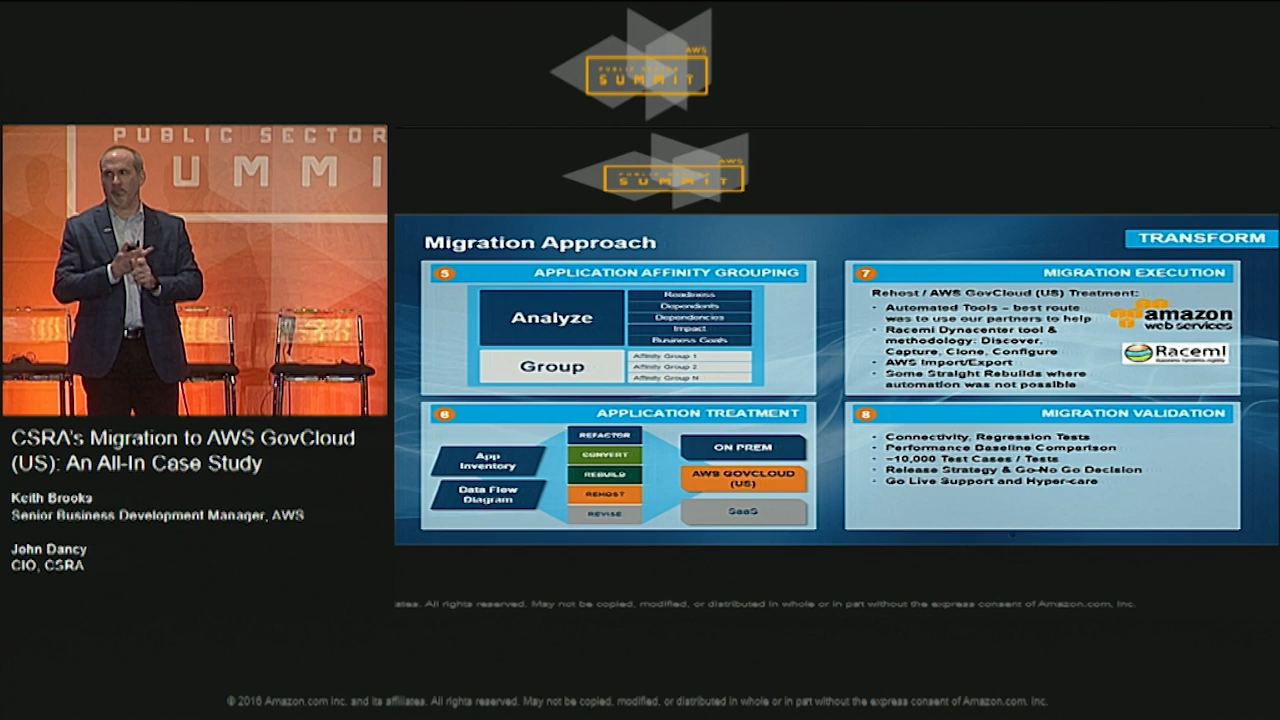 AWS
PUBLIC SECTOR
SUMMIT
PUBLIC SECTOR
UMMI
CSRA's Migration to AWS GovCloud
(US): An All-In Case Study
Keith Brooks
Senior Business Development Manager, AWS
John Dancy
CIO, CSRA
AWS
PUBLIC SECTOR
SUMMIT
Migration Approach
TRANSFORM
5 APPLICATION AFFINITY GROUPING
Analyze
Readiness
Dependents
Dependencies
Impact
Business Goals
Group
Affinity Group 1
Affinity Group 2
Affinity Group N
6 APPLICATION TREATMENT
App
Inventory
Data Flow
Diagram
REFACTOR
CONVERT
REBUILD
REHOST
REVISE
ON PREM
AWS GOVCLOUD
(US)
SaaS
7 MIGRATION EXECUTION
Rehost / AWS GovCloud (US) Treatment:
• Automated Tools – best route
was to use our partners to help
• Racemi Dynacenter tool &
methodology: Discover,
Capture, Clone, Configure
• AWS Import/Export
• Some Straight Rebuilds where
automation was not possible
amazon
web services
Racemi
8 MIGRATION VALIDATION
• Connectivity, Regression Tests
• Performance Baseline Comparison
• ~10,000 Test Cases / Tests
• Release Strategy & Go-No Go Decision
• Go Live Support and Hyper-care
ates. All rights reserved. May not be copied, modified, or distributed in whole or in part without the express consent of Amazon.com, Inc.
© 2016 Amazon.com Inc. and its affiliates. All rights reserved. May not be copied, modified, or distributed in whole or in part without the express consent of Amazon.com, Inc.